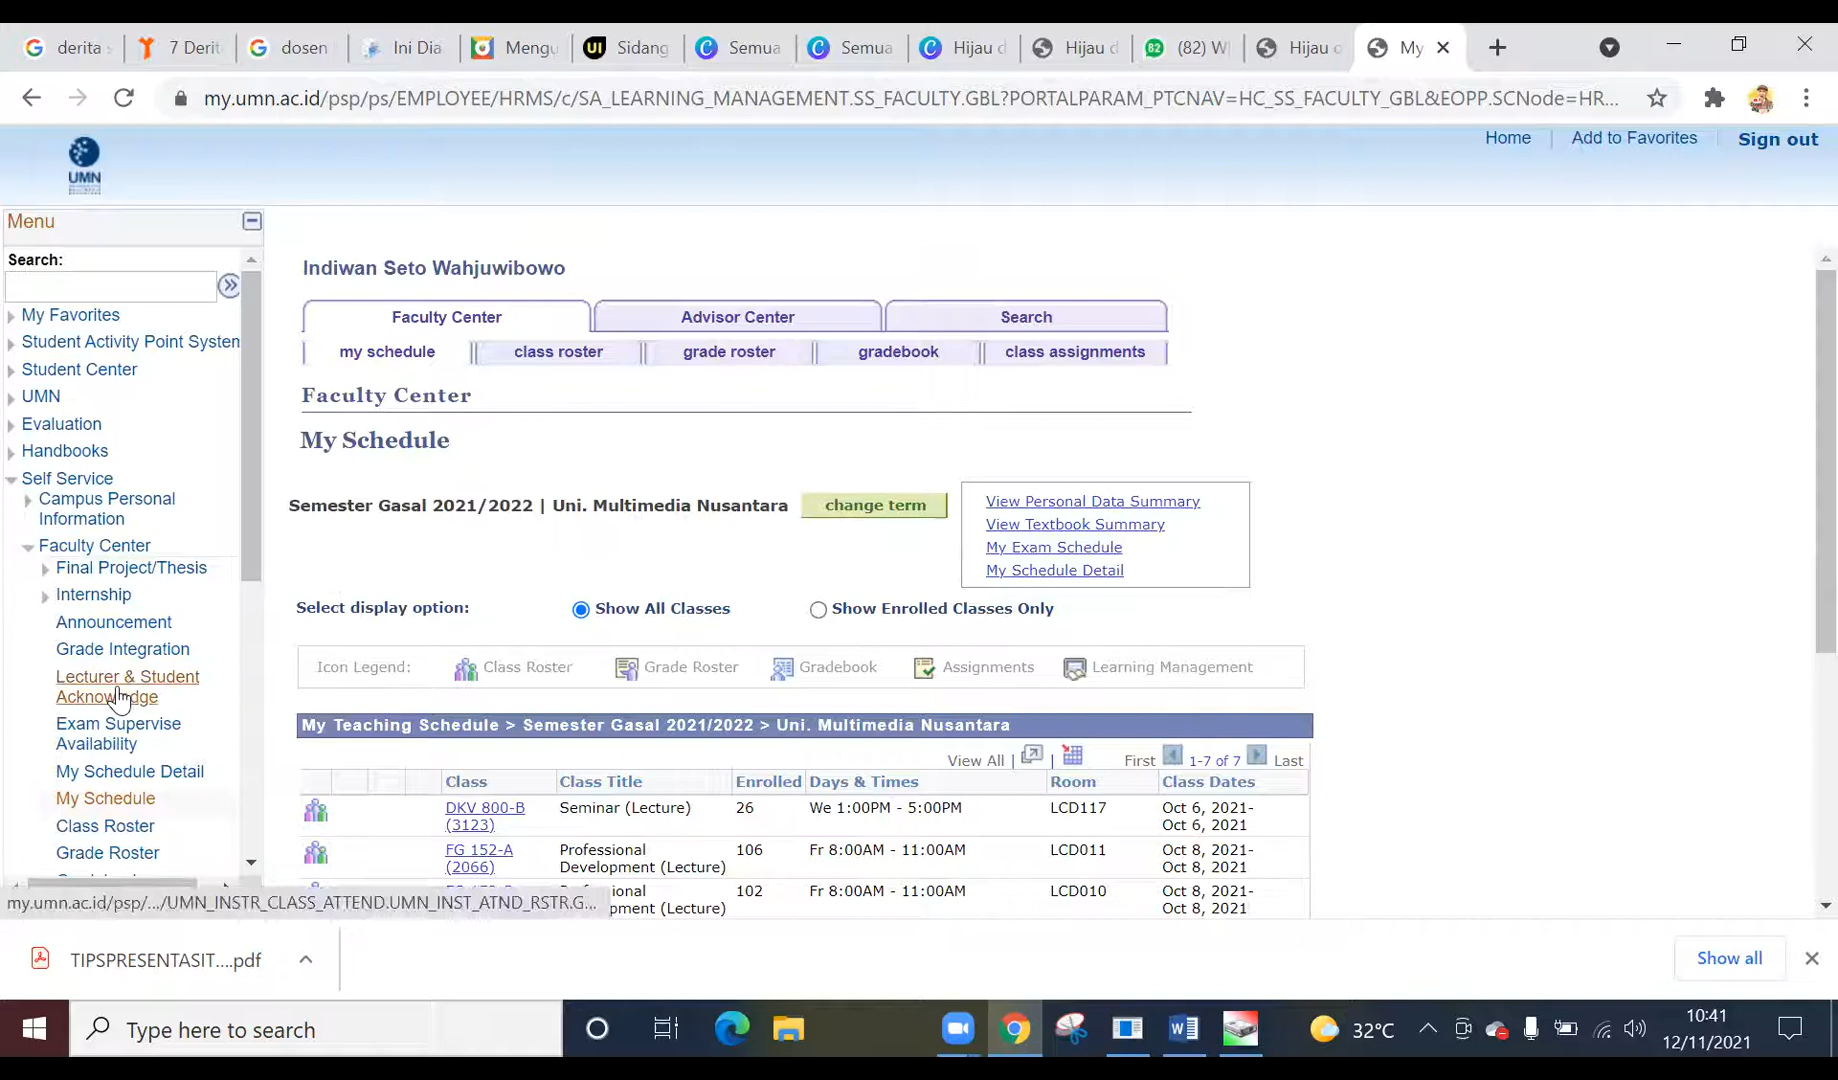 derita
7 Derit
dosen
Ini Dia
Mengu
Sidang
Semua
Semua
Hijau d
Hijau d
(82) W
Hijau o
My
my.umn.ac.id/psp/ps/EMPLOYEE/HRMS/c/SA_LEARNING_MANAGEMENT.SS_FACULTY.GBL?PORTALPARAM_PTCNAV=HC_SS_FACULTY_GBL&EOPP.SCNode=HR...
Home
Add to Favorites
Sign out
UMN
Menu
Search:
My Favorites
Student Activity Point System
Student Center
UMN
Evaluation
Handbooks
Self Service
Campus Personal
Information
Faculty Center
Final Project/Thesis
Internship
Announcement
Grade Integration
Lecturer & Student
Acknowledge
Exam Supervise
Availability
My Schedule Detail
My Schedule
Class Roster
Grade Roster
my.umn.ac.id/psp/.../UMN_INSTR_CLASS_ATTEND.UMN_INST_ATND_RSTR.G...
Indiwan Seto Wahjuwibowo
Faculty Center
Advisor Center
Search
my schedule
class roster
grade roster
gradebook
class assignments
Faculty Center
My Schedule
Semester Gasal 2021/2022 | Uni. Multimedia Nusantara
change term
View Personal Data Summary
View Textbook Summary
My Exam Schedule
My Schedule Detail
Select display option:
Show All Classes
Show Enrolled Classes Only
Icon Legend:
Class Roster
Grade Roster
Gradebook
Assignments
Learning Management
My Teaching Schedule > Semester Gasal 2021/2022 > Uni. Multimedia Nusantara
View All | |
First 1-7 of 7 Last
Class
Class Title
Enrolled
Days & Times
Room
Class Dates
DKV 800-B
(3123)
Seminar (Lecture)
26
We 1:00PM - 5:00PM
LCD117
Oct 6, 2021-
Oct 6, 2021
FG 152-A
(2066)
Professional
Development (Lecture)
106
Fr 8:00AM - 11:00AM
LCD011
Oct 8, 2021-
Oct 8, 2021
102
Fr 8:00AM - 11:00AM
LCD010
Oct 8, 2021-
Oct 8, 2021
pment (Lecture)
TIPSPRESENTASIT....pdf
Show all
Type here to search
32°C
10:41
12/11/2021